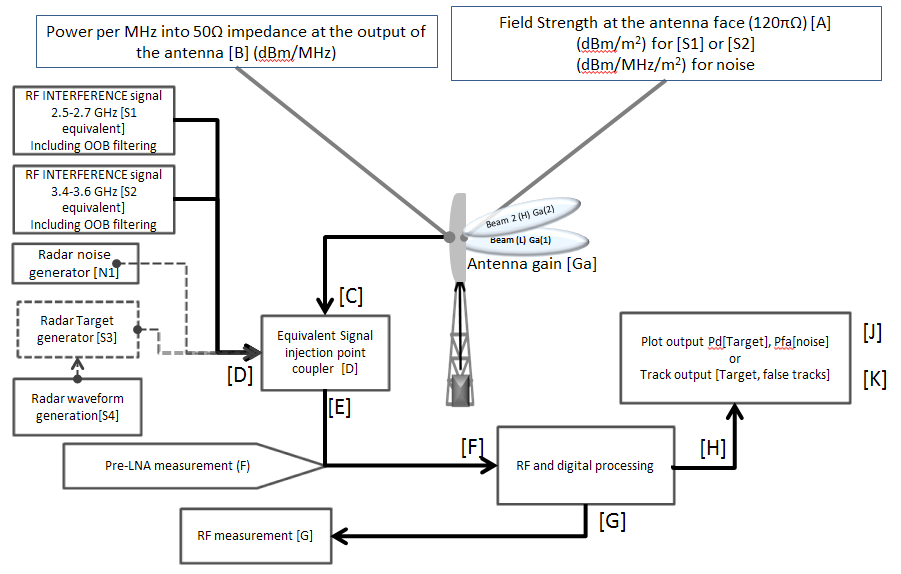 Power per MHz into 50Ω impedance at the output of
the antenna [B] (dBm/MHz)
Field Strength at the antenna face (120πΩ) [A]
(dBm/m²) for [S1] or [S2]
(dBm/MHz/m²) for noise
RF INTERFERENCE signal
2.5-2.7 GHz [S1
equivalent]
Including OOB filtering
RF INTERFERENCE signal
3.4-3.6 GHz [S2
equivalent]
Including OOB filtering
Radar noise
generator [N1]
Radar Target
generator [S3]
Radar waveform
generation[S4]
Beam 2 (H) Ga(2)
Beam (L) Ga(1)
Antenna gain [Ga]
[C]
Equivalent Signal
injection point
coupler [D]
[D]
[E]
Pre-LNA measurement (F)
[F]
RF and digital processing
[H]
[G]
RF measurement [G]
Plot output Pd[Target], Pfa[noise]
or
Track output [Target, false tracks]
[J]
[K]